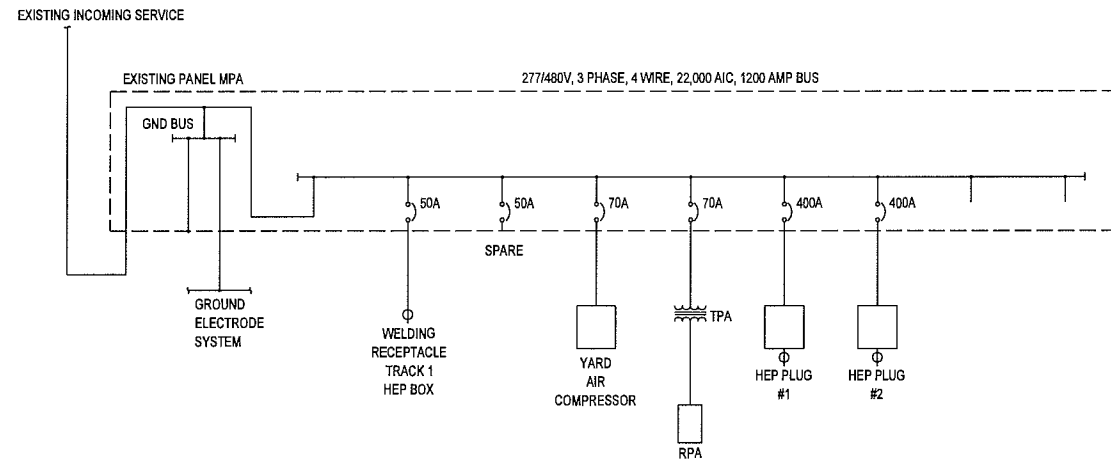 EXISTING INCOMING SERVICE
EXISTING PANEL MPA
277/480V, 3 PHASE, 4 WIRE, 22,000 AIC, 1200 AMP BUS
GND BUS
50A
50A
70A
70A
400A
400A
SPARE
GROUND
ELECTRODE
SYSTEM
WELDING
RECEPTACLE
TRACK 1
HEP BOX
YARD
AIR
COMPRESSOR
TPA
RPA
HEP PLUG
#1
HEP PLUG
#2